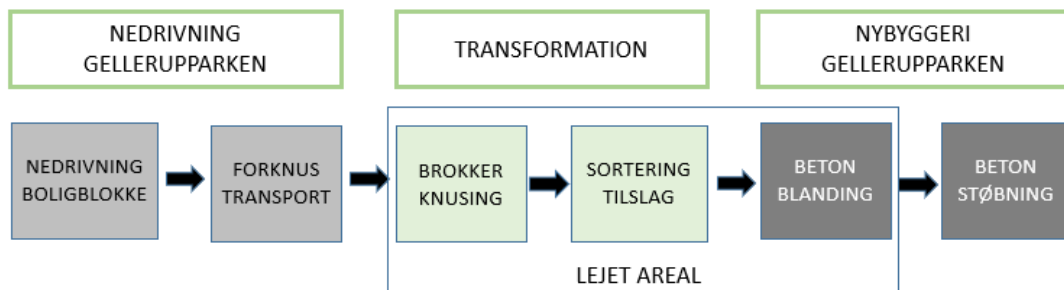 NEDRIVNING
GELLERUPPARKEN
TRANSFORMATION
NYBYGGERI
GELLERUPPARKEN
NEDRIVNING
BOLIGBLOKKE
FORKNUS
TRANSPORT
BROKKER
KNUSING
SORTERING
TILSLAG
BETON
BLANDING
BETON
STØBNING
LEJET AREAL